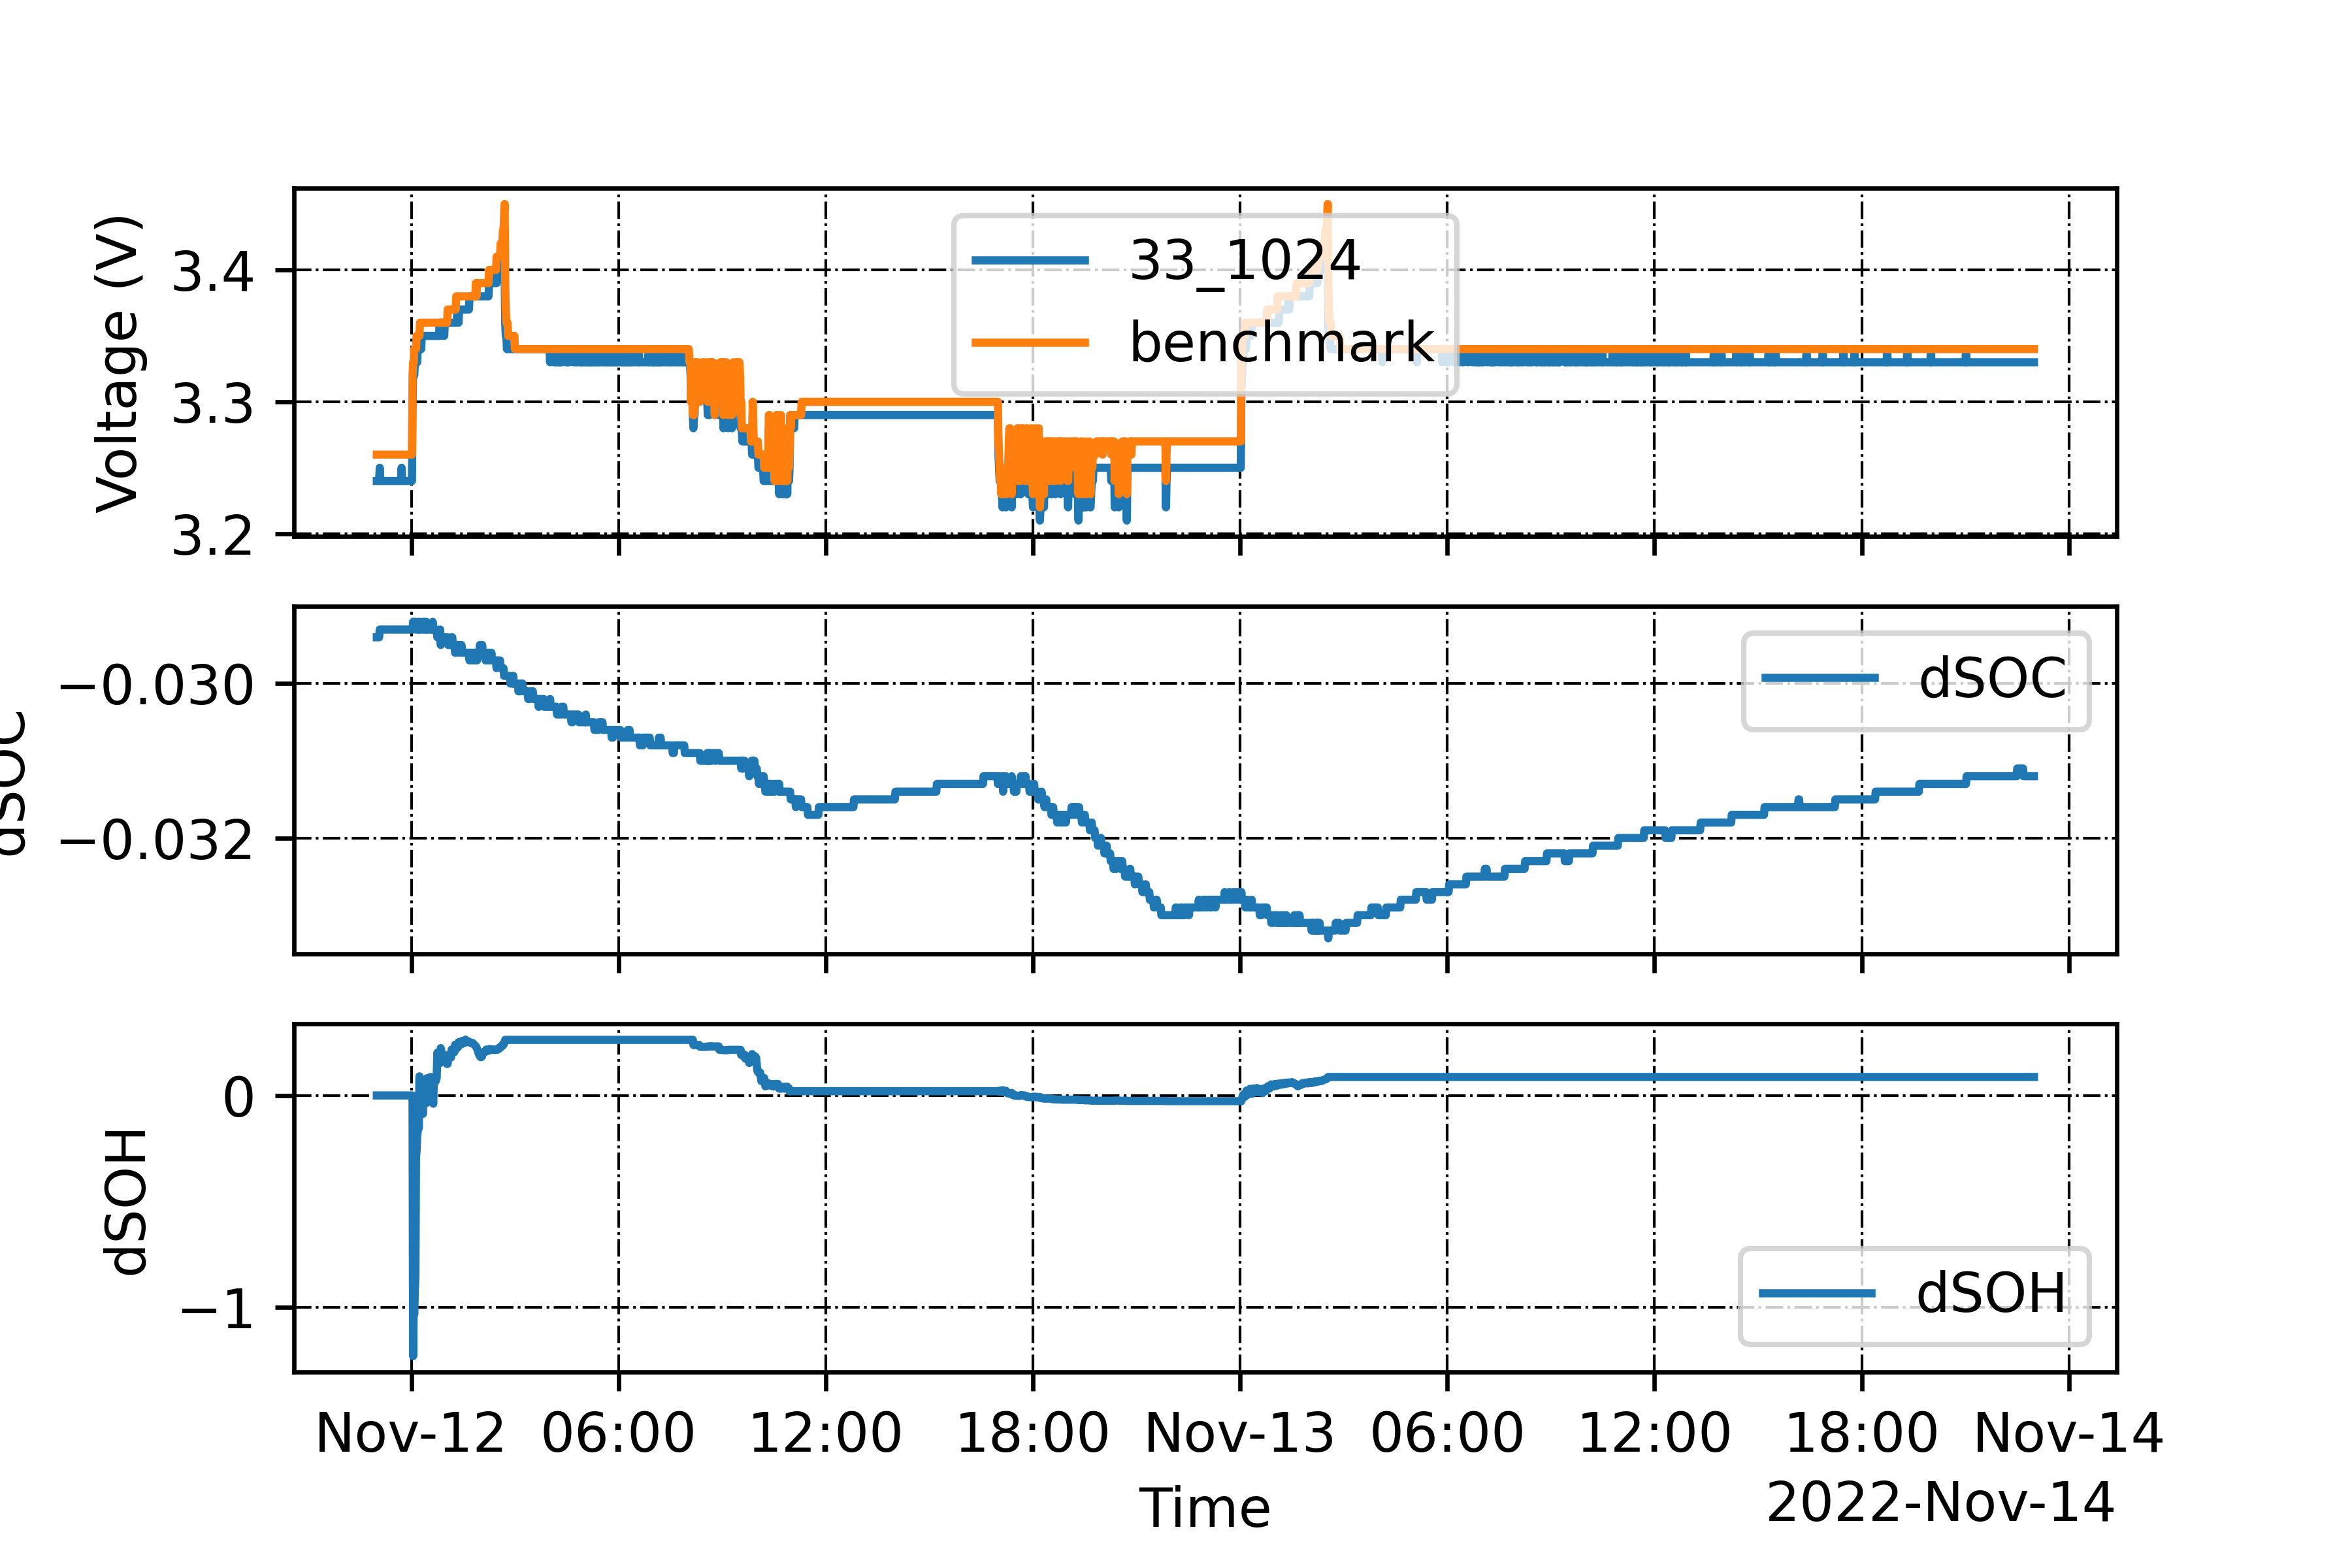 Voltage (V)
3.4
3.3
3.2
33_1024
benchmark
dSOC
−0.030
−0.032
dSOC
dSOH
0
−1
dSOH
Nov-12 06:00 12:00 18:00 Nov-13 06:00 12:00 18:00 Nov-14
Time
2022-Nov-14